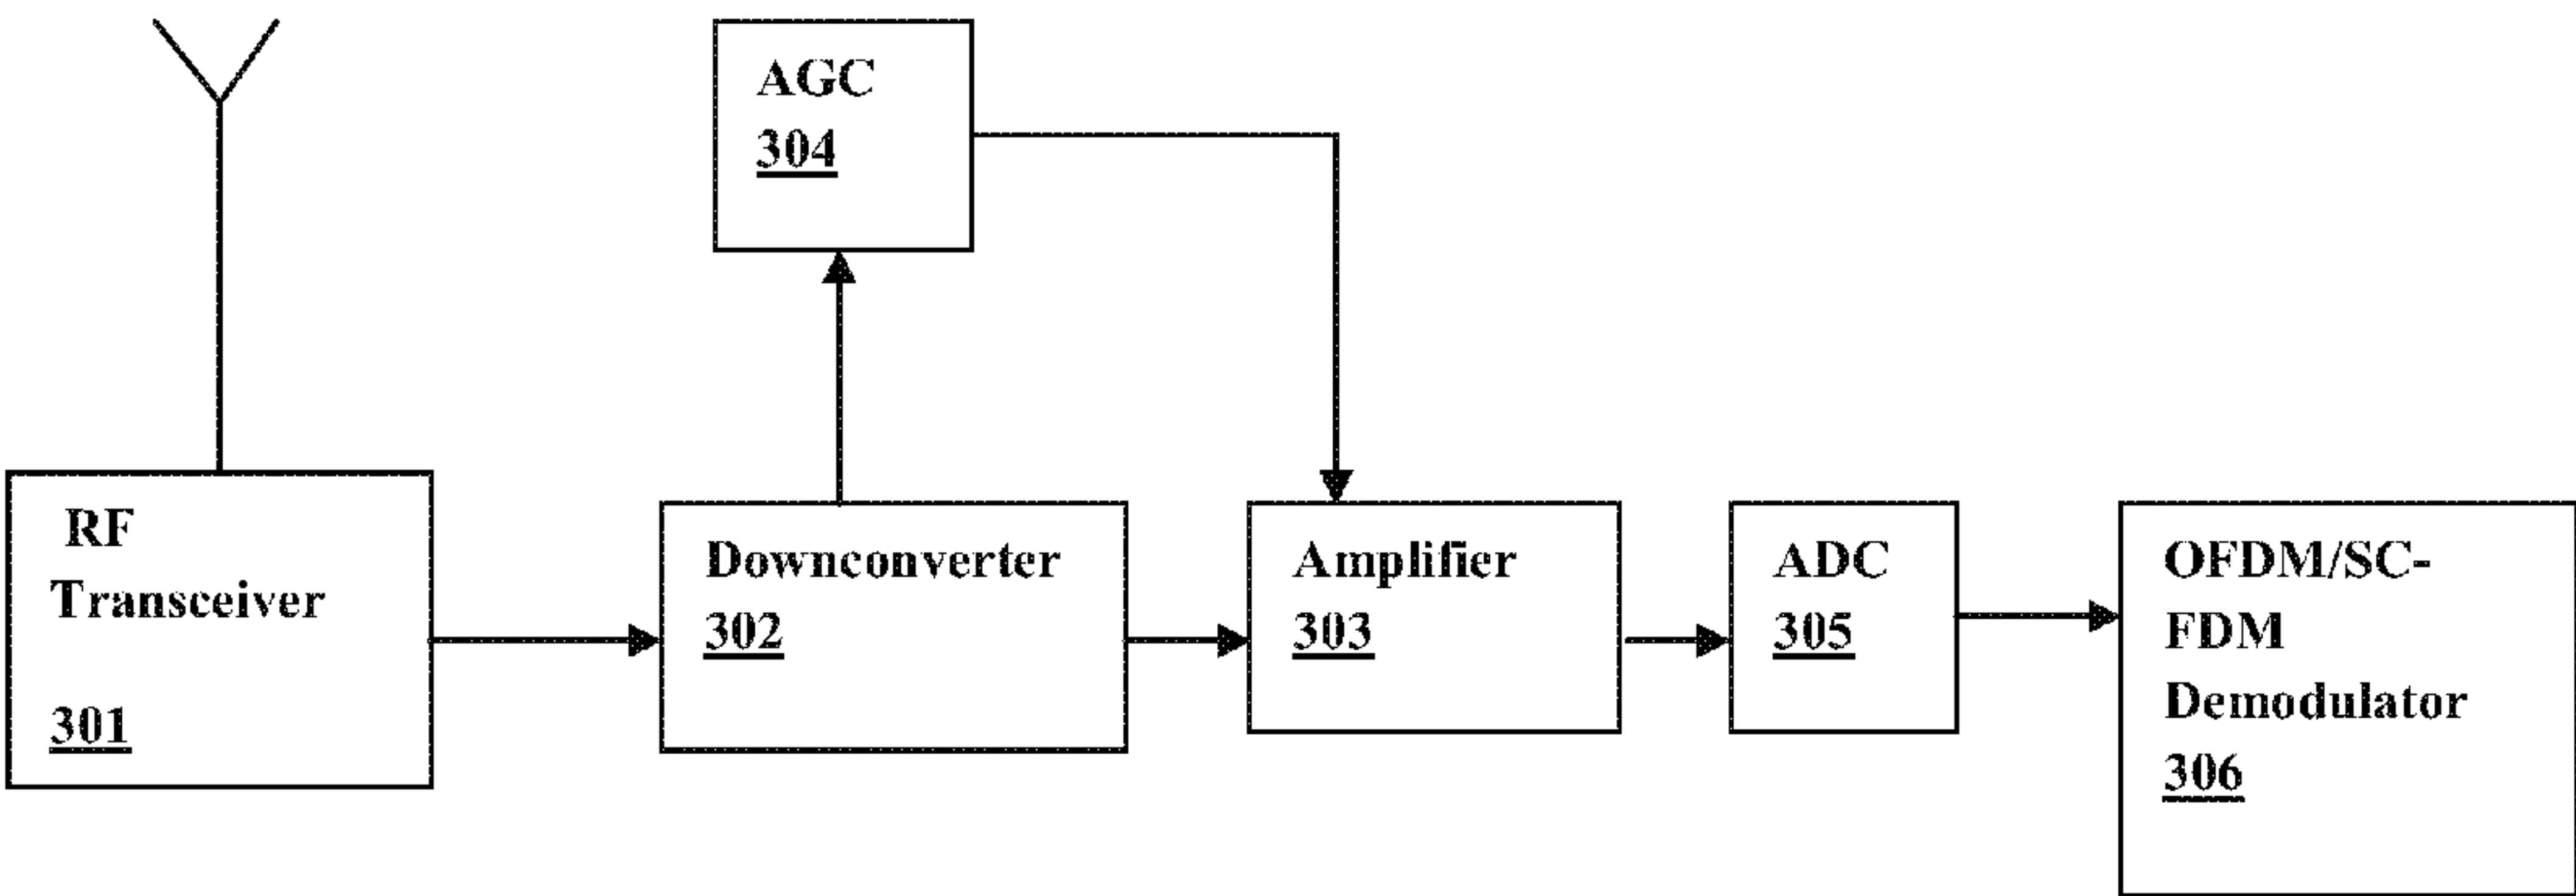 AGC
304
RF
Transceiver
301
Downconverter
302
Amplifier
303
ADC
305
OFDM/SC-
FDM
Demodulator
306